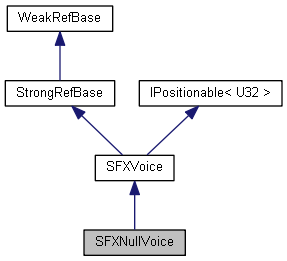 WeakRefBase
StrongRefBase
IPositionable< U32 >
SFXVoice
SFXNullVoice